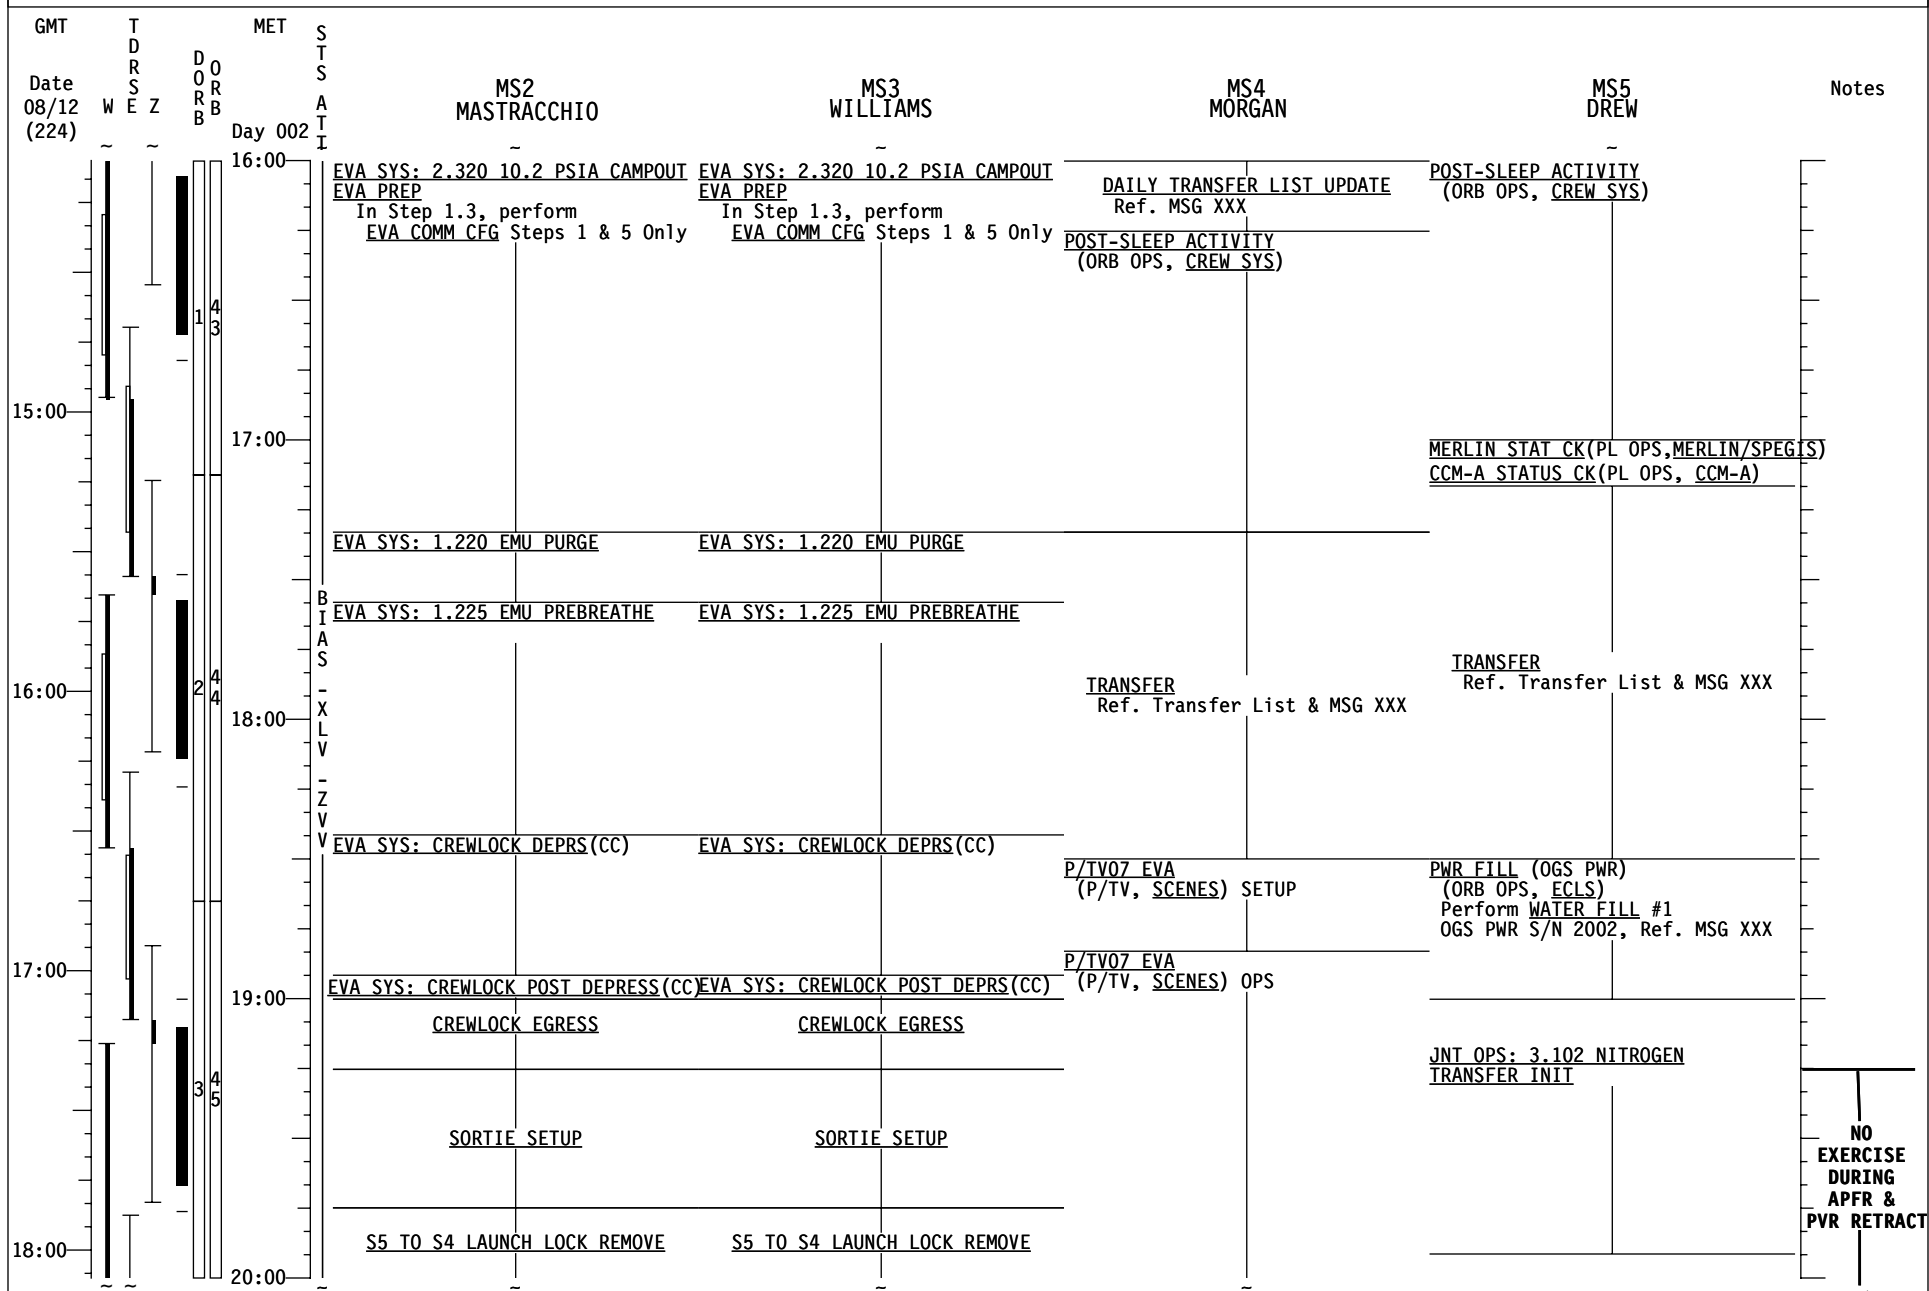 GMT
TDRS
MET
STS ATT
Date
08/12
(224)
W E Z
DORB
ORB
Day 002
MS2
MASTRACCHIO
MS3
WILLIAMS
MS4
MORGAN
MS5
DREW
Notes
~ ~ ~ ~ ~
16:00
EVA SYS: 2.320 10.2 PSIA CAMPOUT
EVA PREP
In Step 1.3, perform
EVA COMM CFG Steps 1 & 5 Only
EVA SYS: 2.320 10.2 PSIA CAMPOUT
EVA PREP
In Step 1.3, perform
EVA COMM CFG Steps 1 & 5 Only
DAILY TRANSFER LIST UPDATE
Ref. MSG XXX
POST-SLEEP ACTIVITY
(ORB OPS, CREW SYS)
POST-SLEEP ACTIVITY
(ORB OPS, CREW SYS)
1
43
15:00
17:00
MERLIN STAT CK(PL OPS,MERLIN/SPEGIS)
CCM-A STATUS CK(PL OPS, CCM-A)
EVA SYS: 1.220 EMU PURGE
EVA SYS: 1.220 EMU PURGE
BIAS -XLV -ZVV
EVA SYS: 1.225 EMU PREBREATHE
EVA SYS: 1.225 EMU PREBREATHE
16:00
2
44
18:00
TRANSFER
Ref. Transfer List & MSG XXX
TRANSFER
Ref. Transfer List & MSG XXX
EVA SYS: CREWLOCK DEPRS(CC)
EVA SYS: CREWLOCK DEPRS(CC)
P/TV07 EVA
(P/TV, SCENES) SETUP
PWR FILL (OGS PWR)
(ORB OPS, ECLS)
Perform WATER FILL #1
OGS PWR S/N 2002, Ref. MSG XXX
17:00
19:00
EVA SYS: CREWLOCK POST DEPRESS(CC)
EVA SYS: CREWLOCK POST DEPRS(CC)
P/TV07 EVA
(P/TV, SCENES) OPS
CREWLOCK EGRESS
CREWLOCK EGRESS
JNT OPS: 3.102 NITROGEN
TRANSFER INIT
3
45
SORTIE SETUP
SORTIE SETUP
NO
EXERCISE
DURING
APFR &
PVR RETRACT
18:00
20:00
S5 TO S4 LAUNCH LOCK REMOVE
S5 TO S4 LAUNCH LOCK REMOVE
~ ~ ~ ~ ~ ~ ~